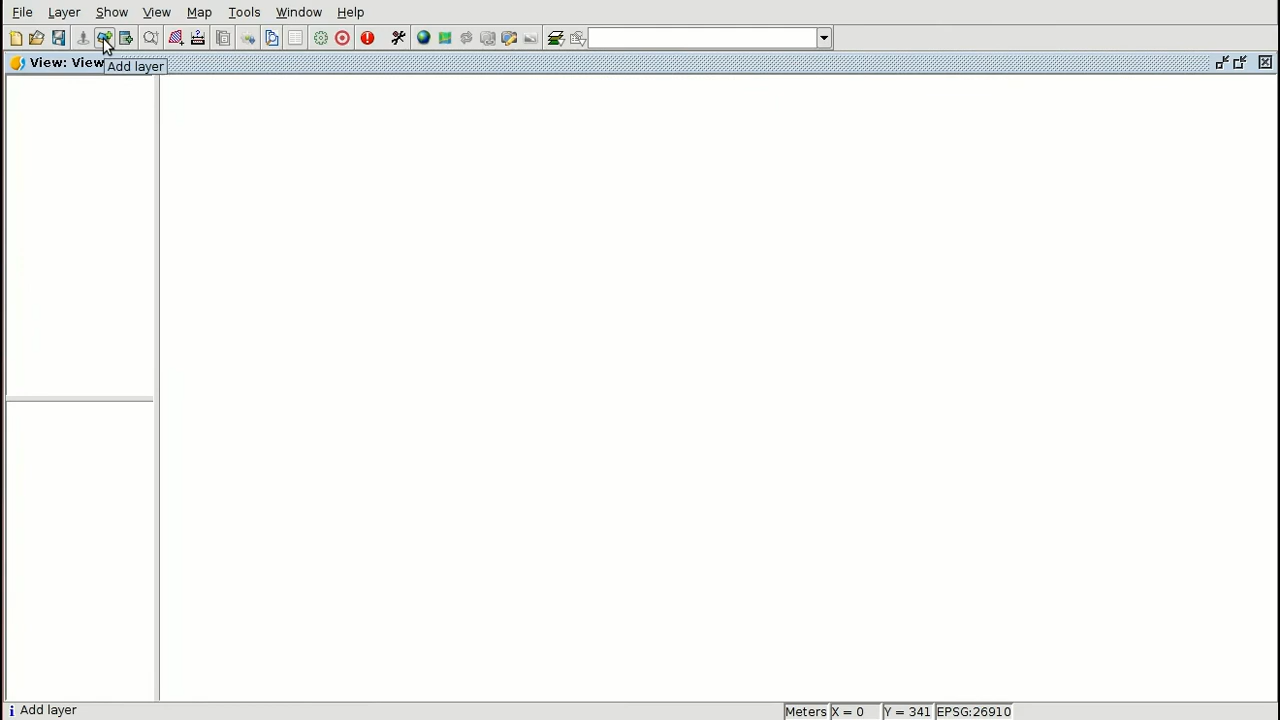 File Layer Show View Map Tools Window Help
View: View
Add layer
Add layer
Meters X = 0 Y = 341 EPSG:26910